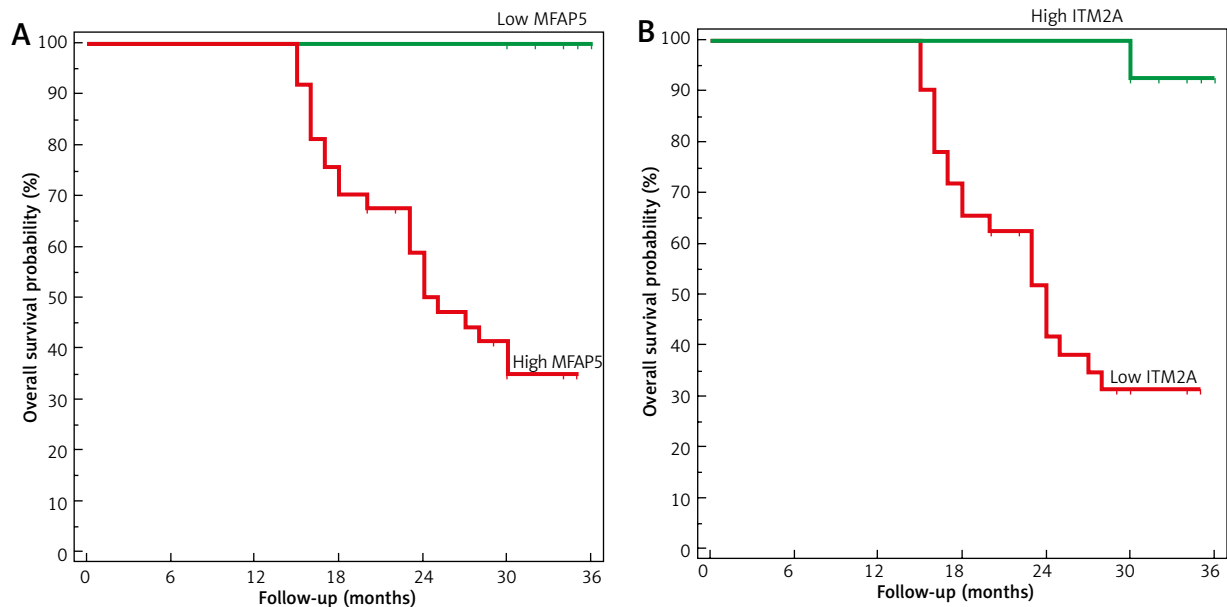 A
Low MFAP5
Overall survival probability (%)
100
90
80
70
60
50
40
30
20
10
0
High MFAP5
0 6 12 18 24 30 36
Follow-up (months)
B
High ITM2A
Overall survival probability (%)
100
90
80
70
60
50
40
30
20
10
0
Low ITM2A
0 6 12 18 24 30 36
Follow-up (months)